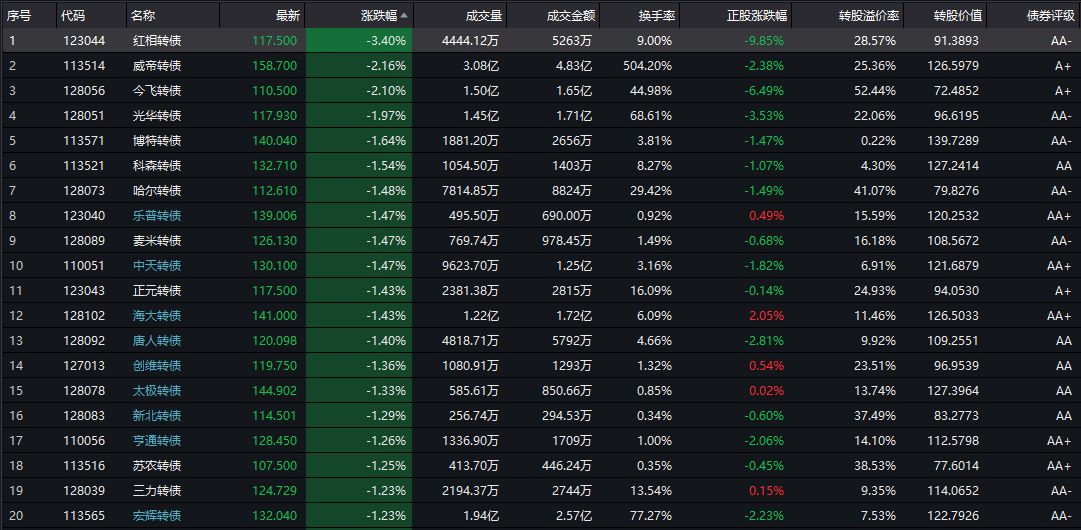 序号 代码 名称 最新 涨跌幅 成交量 成交金额 换手率 正股涨跌幅 转股溢价率 转股价值 债券评级
1 123044 红相转债 117.500 -3.40% 4444.12万 5263万 9.00% -9.85% 28.57% 91.3893 AA-
2 113514 威帝转债 158.700 -2.16% 3.08亿 4.83亿 504.20% -2.38% 25.36% 126.5979 A+
3 128056 今飞转债 110.500 -2.10% 1.50亿 1.65亿 44.98% -6.49% 52.44% 72.4852 A+
4 128051 光华转债 117.930 -1.97% 1.45亿 1.71亿 68.61% -3.53% 22.06% 96.6195 AA-
5 113571 博特转债 140.040 -1.64% 1881.20万 2656万 3.81% -1.47% 0.22% 139.7289 AA-
6 113521 科森转债 132.710 -1.54% 1054.50万 1403万 8.27% -1.07% 4.30% 127.2414 AA
7 128073 哈尔转债 112.610 -1.48% 7814.85万 8824万 29.42% -1.49% 41.07% 79.8276 AA-
8 123040 乐普转债 139.006 -1.47% 495.50万 690.00万 0.92% 0.49% 15.59% 120.2532 AA+
9 128089 麦米转债 126.130 -1.47% 769.74万 978.45万 1.49% -0.68% 16.18% 108.5672 AA-
10 110051 中天转债 130.100 -1.47% 9623.70万 1.25亿 3.16% -1.82% 6.91% 121.6879 AA+
11 123043 正元转债 117.500 -1.43% 2381.38万 2815万 16.09% -0.14% 24.93% 94.0530 A+
12 128102 海大转债 141.000 -1.43% 1.22亿 1.72亿 6.09% 2.05% 11.46% 126.5033 AA+
13 128092 唐人转债 120.098 -1.40% 4818.71万 5792万 4.66% -2.81% 9.92% 109.2551 AA
14 127013 创维转债 119.750 -1.36% 1080.91万 1293万 1.32% 0.54% 23.51% 96.9539 AA
15 128078 太极转债 144.902 -1.33% 585.61万 850.66万 0.85% 0.02% 13.74% 127.3964 AA
16 128083 新北转债 114.501 -1.29% 256.74万 294.53万 0.34% -0.60% 37.49% 83.2773 AA
17 110056 亨通转债 128.450 -1.26% 1336.90万 1709万 1.00% -2.06% 14.10% 112.5798 AA+
18 113516 苏农转债 107.500 -1.25% 413.70万 446.24万 0.35% -0.45% 38.53% 77.6014 AA+
19 128039 三力转债 124.729 -1.23% 2194.37万 2744万 13.54% 0.15% 9.35% 114.0652 AA-
20 113565 宏辉转债 132.040 -1.23% 1.94亿 2.57亿 77.27% -2.23% 7.53% 122.7926 AA-